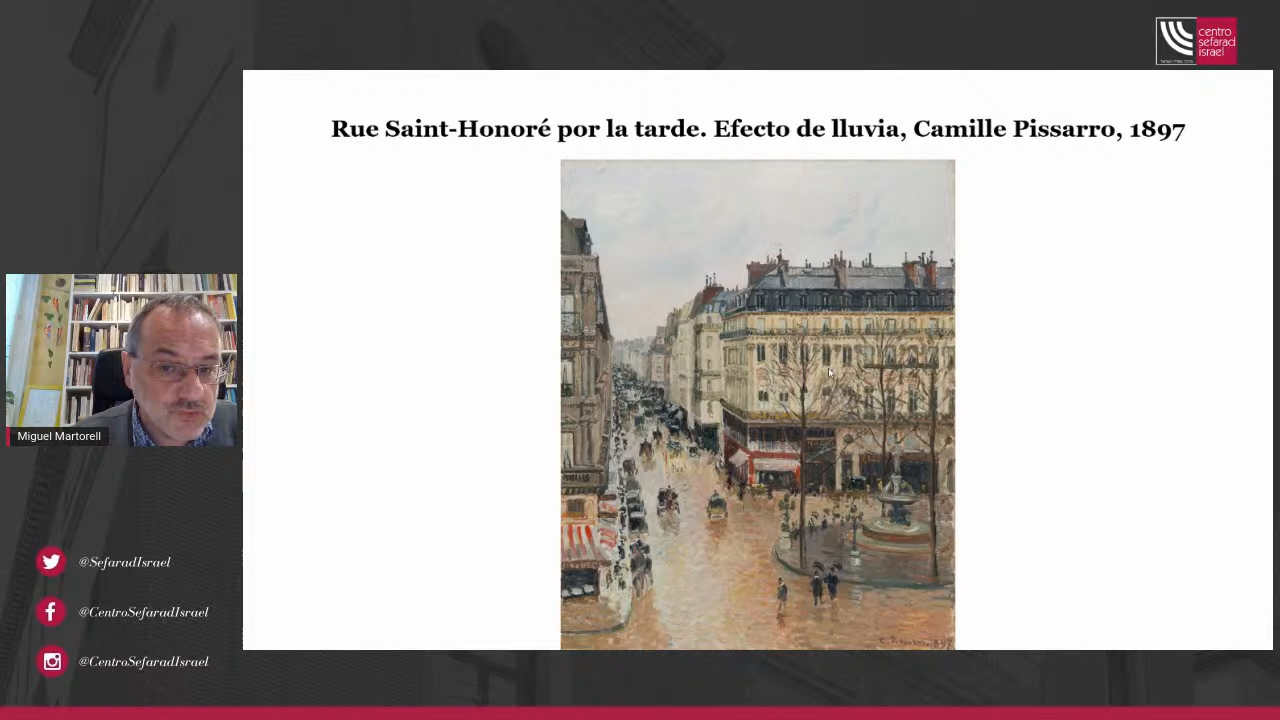 centro
sefarad
israel
Rue Saint-Honoré por la tarde. Efecto de lluvia, Camille Pissarro, 1897
Miguel Martorell
@SefaradIsrael
@CentroSefaradIsrael
@CentroSefaradIsrael